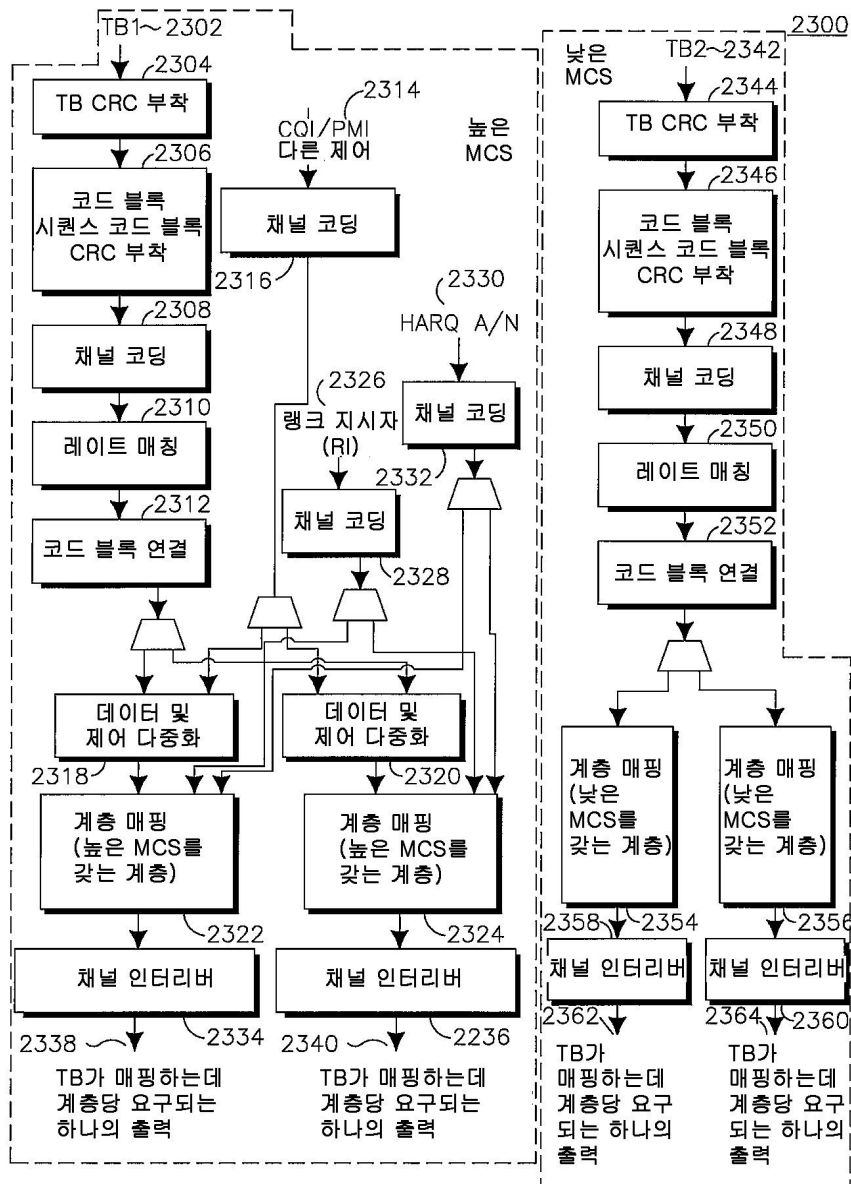 2300
TB1~2302
2304
TB CRC 부착
2306
코드 블록
시퀀스 코드 블록
CRC 부착
2308
채널 코딩
2310
레이트 매칭
2312
코드 블록 연결
2314
CQI/PMI
다른 제어
높은
MCS
채널 코딩
2316
2330
HARQ A/N
2326
랭크 지시자
(RI)
채널 코딩
2332
채널 코딩
2328
데이터 및
제어 다중화
2318
데이터 및
제어 다중화
2320
계층 매핑
(높은 MCS를
갖는 계층)
2322
계층 매핑
(높은 MCS를
갖는 계층)
2324
채널 인터리버
2334
채널 인터리버
2236
2338
2340
TB가 매핑하는데
계층당 요구되는
하나의 출력
TB가 매핑하는데
계층당 요구되는
하나의 출력
낮은
MCS
TB2~2342
2344
TB CRC 부착
2346
코드 블록
시퀀스 코드 블록
CRC 부착
2348
채널 코딩
2350
레이트 매칭
2352
코드 블록 연결
계층 매핑
(낮은
MCS를
갖는 계층)
2354
계층 매핑
(낮은
MCS를
갖는 계층)
2356
2358
채널 인터리버
채널 인터리버
2360
2362
2364
TB가
매핑하는데
계층당 요구
되는 하나의
출력
TB가
매핑하는데
계층당 요구
되는 하나의
출력